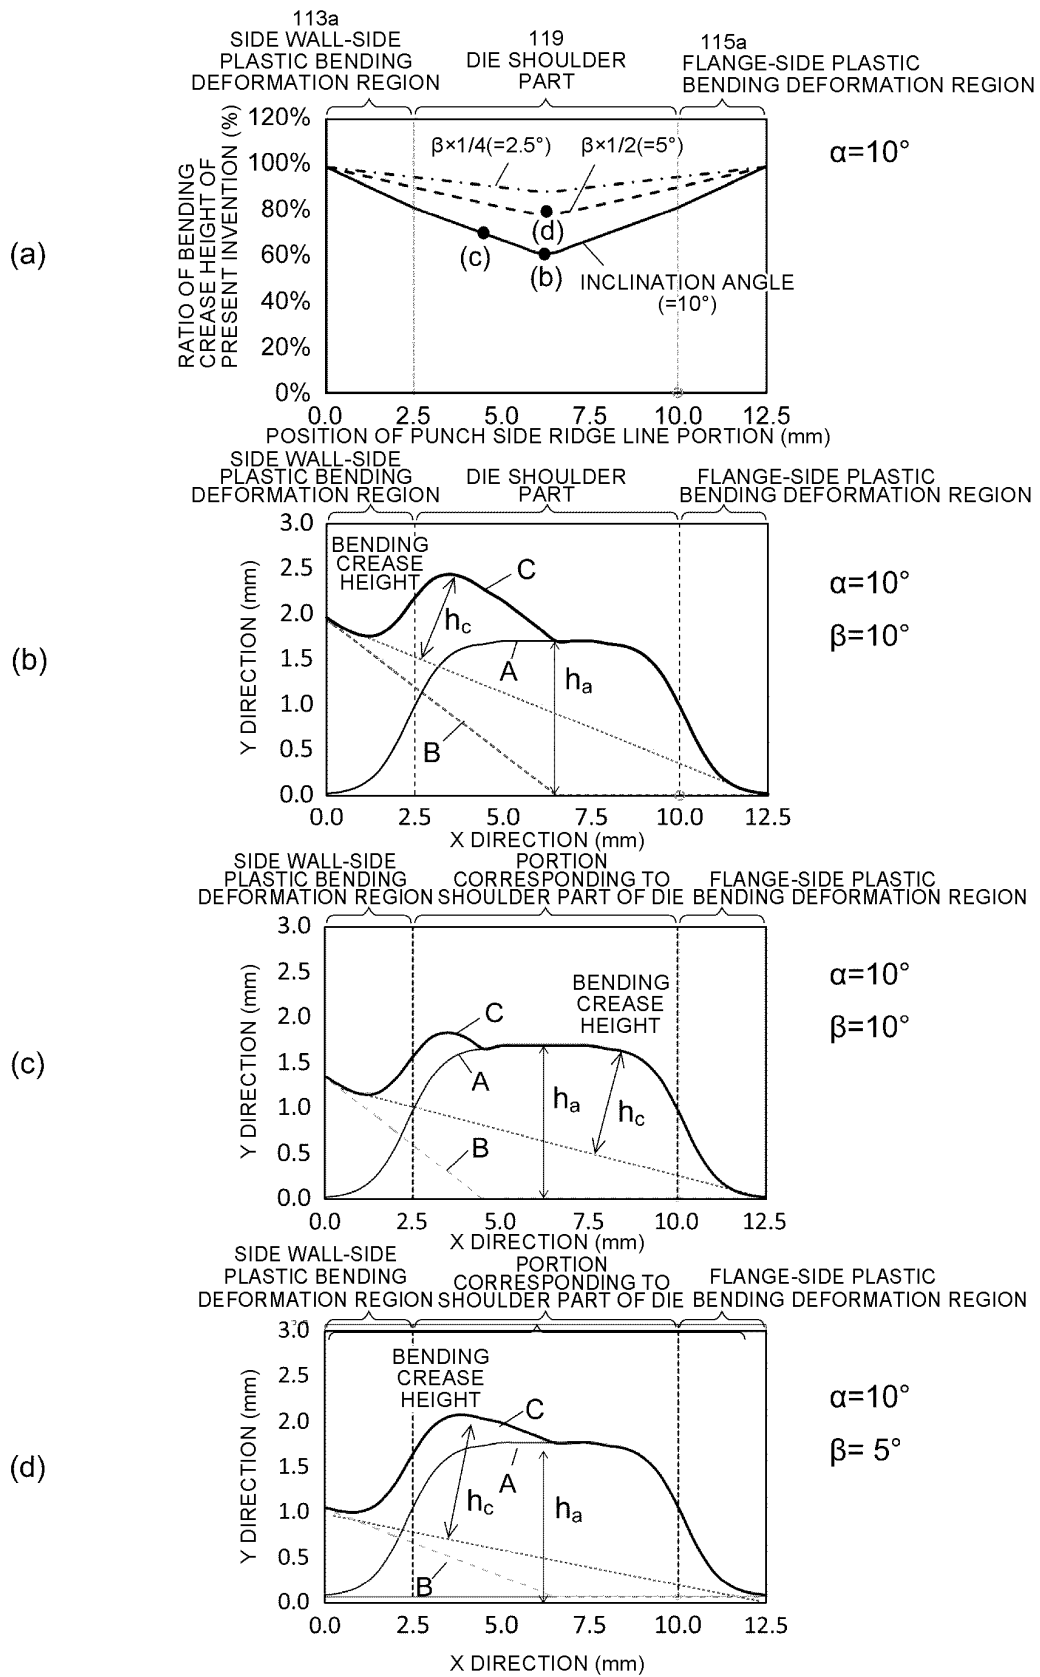 113a
SIDE WALL-SIDE
PLASTIC BENDING
DEFORMATION REGION
119
DIE SHOULDER
PART
115a
FLANGE-SIDE PLASTIC
BENDING DEFORMATION REGION
(a)
RATIO OF BENDING
CREASE HEIGHT OF
PRESENT INVENTION (%)
120%
100%
80%
60%
40%
20%
0%
β×1/4(=2.5°)
β×1/2(=5°)
(c)
(d)
(b)
INCLINATION ANGLE
(=10°)
α=10°
0.0 2.5 5.0 7.5 10.0 12.5
POSITION OF PUNCH SIDE RIDGE LINE PORTION (mm)
SIDE WALL-SIDE
PLASTIC BENDING
DEFORMATION REGION
DIE SHOULDER
PART
FLANGE-SIDE PLASTIC
BENDING DEFORMATION REGION
(b)
Y DIRECTION (mm)
3.0
2.5
2.0
1.5
1.0
0.5
0.0
BENDING
CREASE
HEIGHT
C
hc
A
ha
B
α=10°
β=10°
0.0 2.5 5.0 7.5 10.0 12.5
X DIRECTION (mm)
SIDE WALL-SIDE
PLASTIC BENDING
DEFORMATION REGION
PORTION
CORRESPONDING TO
SHOULDER PART OF DIE
FLANGE-SIDE PLASTIC
BENDING DEFORMATION REGION
(c)
Y DIRECTION (mm)
3.0
2.5
2.0
1.5
1.0
0.5
0.0
BENDING
CREASE
HEIGHT
C
A
ha
hc
B
α=10°
β=10°
0.0 2.5 5.0 7.5 10.0 12.5
X DIRECTION (mm)
SIDE WALL-SIDE
PLASTIC BENDING
DEFORMATION REGION
PORTION
CORRESPONDING TO
SHOULDER PART OF DIE
FLANGE-SIDE PLASTIC
BENDING DEFORMATION REGION
(d)
Y DIRECTION (mm)
3.0
2.5
2.0
1.5
1.0
0.5
0.0
BENDING
CREASE
HEIGHT
C
A
hc
ha
B
α=10°
β= 5°
0.0 2.5 5.0 7.5 10.0 12.5
X DIRECTION (mm)